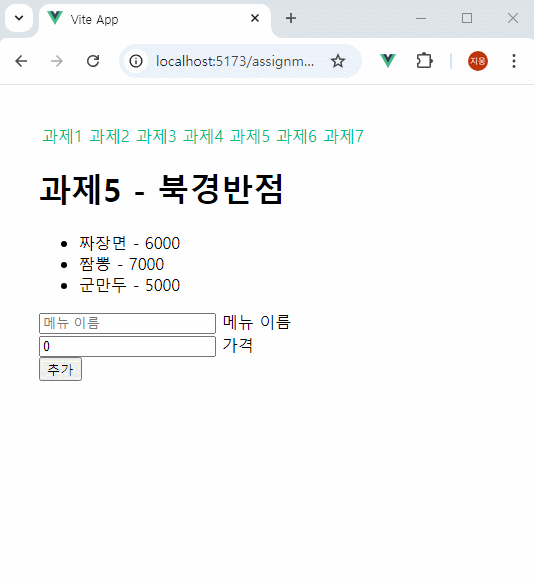 Vite App
localhost:5173/assignm...
지웅
과제1 과제2 과제3 과제4 과제5 과제6 과제7
과제5 - 북경반점
짜장면 - 6000
짬뽕 - 7000
군만두 - 5000
메뉴 이름 메뉴 이름
0 가격
추가